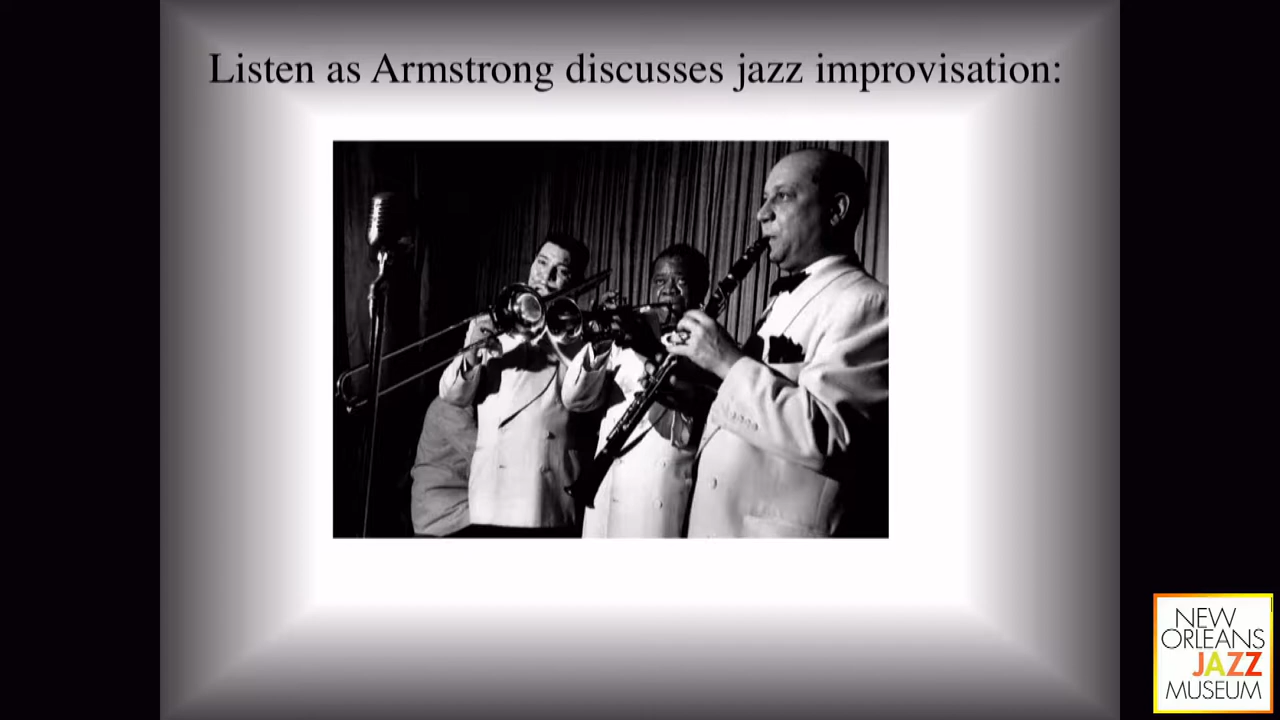 Listen as Armstrong discusses jazz improvisation:
NEW
ORLEANS
JAZZ
MUSEUM